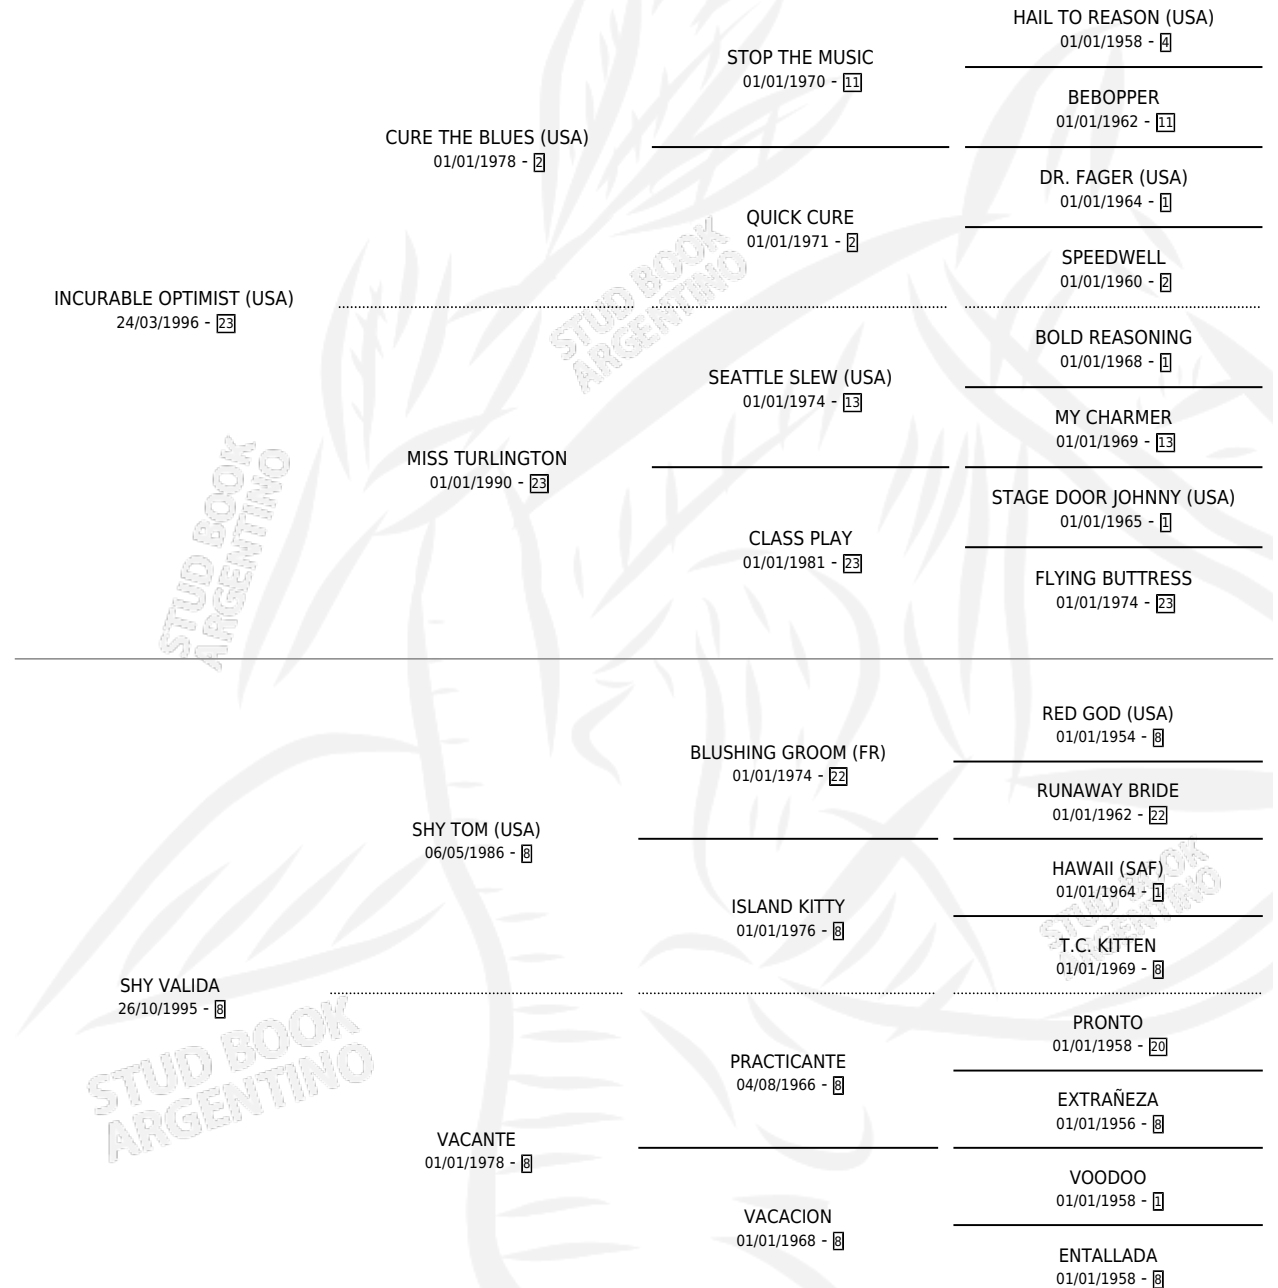 HAIL TO REASON (USA)
01/01/1958 - 4
STOP THE MUSIC
01/01/1970 - 11
BEBOPPER
01/01/1962 - 11
CURE THE BLUES (USA)
01/01/1978 - 2
DR. FAGER (USA)
01/01/1964 - 1
QUICK CURE
01/01/1971 - 2
SPEEDWELL
01/01/1960 - 2
INCURABLE OPTIMIST (USA)
24/03/1996 - 23
STUD BOOK
ARGENTINO
BOLD REASONING
01/01/1968 - 1
SEATTLE SLEW (USA)
01/01/1974 - 13
MY CHARMER
01/01/1969 - 13
MISS TURLINGTON
01/01/1990 - 23
STAGE DOOR JOHNNY (USA)
01/01/1965 - 1
CLASS PLAY
01/01/1981 - 23
FLYING BUTTRESS
01/01/1974 - 23
STUD BOOK
ARGENTINO
RED GOD (USA)
01/01/1954 - 8
BLUSHING GROOM (FR)
01/01/1974 - 22
RUNAWAY BRIDE
01/01/1962 - 22
SHY TOM (USA)
06/05/1986 - 8
HAWAII (SAF)
01/01/1964 - 1
ISLAND KITTY
01/01/1976 - 8
STUD BOOK
ARGENTINO
T.C. KITTEN
01/01/1969 - 8
SHY VALIDA
26/10/1995 - 8
STUD BOOK
ARGENTINO
PRONTO
01/01/1958 - 20
PRACTICANTE
04/08/1966 - 8
EXTRAÑEZA
01/01/1956 - 8
VACANTE
01/01/1978 - 8
VOODOO
01/01/1958 - 1
VACACION
01/01/1968 - 8
ENTALLADA
01/01/1958 - 8